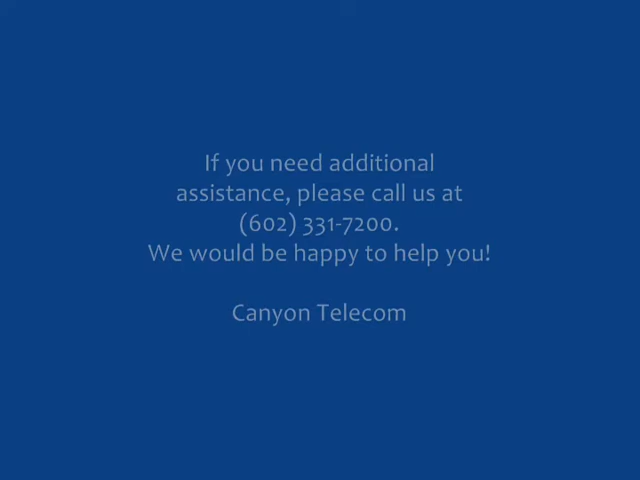 If you need additional
assistance, please call us at
(602) 331-7200.
We would be happy to help you!
Canyon Telecom